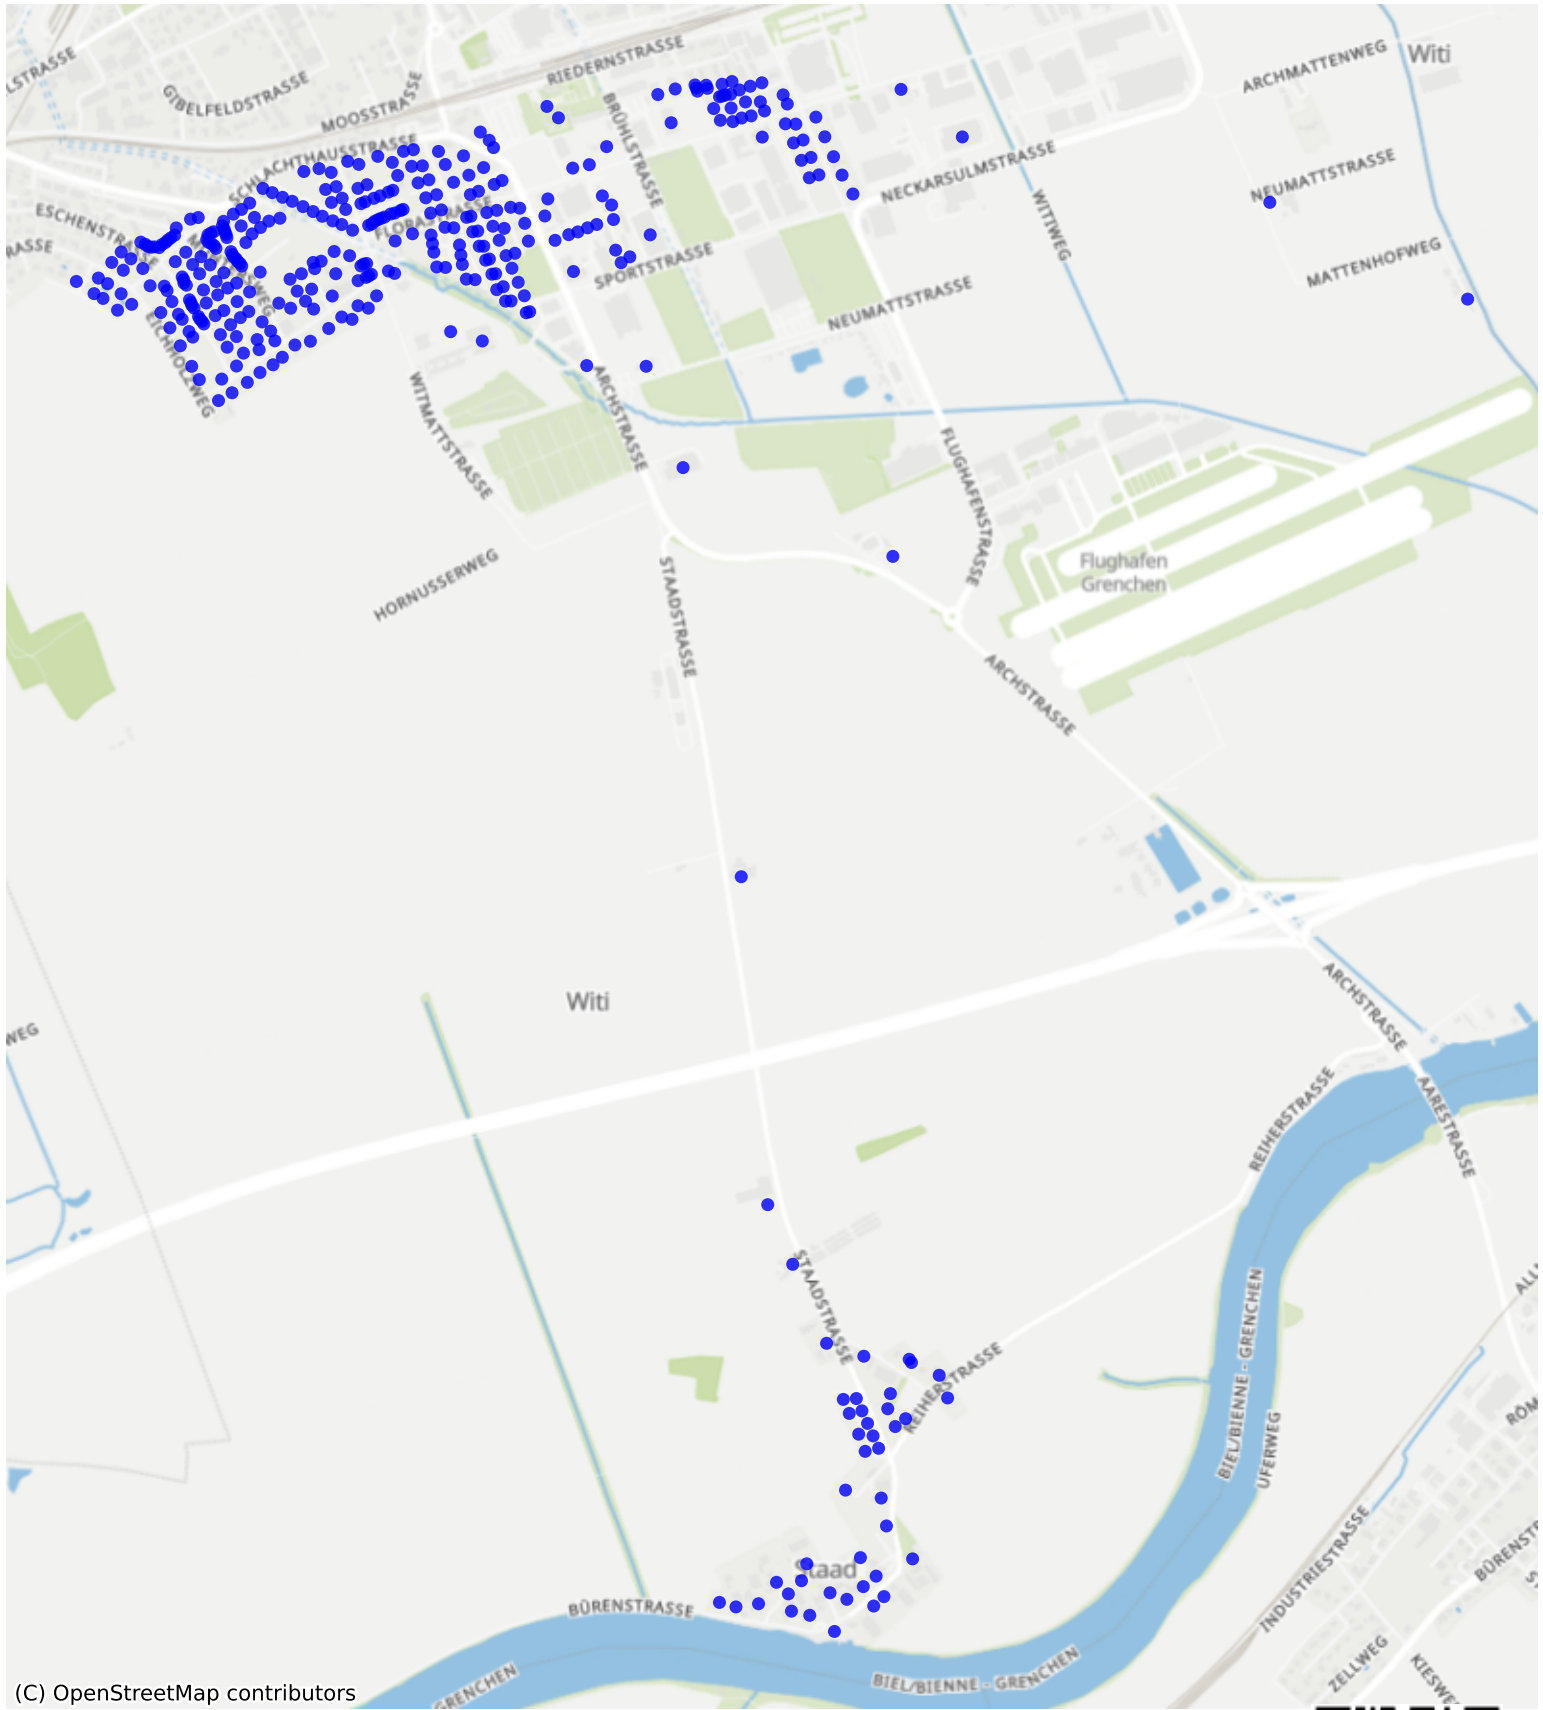 RIEDERNSTRASSE
ARCHMATTENWEG
Witi
GIBELFELDSTRASSE
MOOSSTRASSE
BRÜHLSTRASSE
SCHLACHTHAUSSTRASSE
NECKARSULMSTRASSE
NEUMATTSTRASSE
ESCHENSTRASSE
FLORASTRASSE
WITIWEG
SPORTSTRASSE
MATTENHOFWEG
NEUMATTSTRASSE
EICHHOLZWEG
WITMATTSTRASSE
ARCHSTRASSE
FLUGHAFENSTRASSE
HORNUSSERWEG
STAADSTRASSE
Flughafen
Grenchen
ARCHSTRASSE
Witi
ARCHSTRASSE
WEG
REIHERSTRASSE
AARESTRASSE
STAADSTRASSE
REIHERSTRASSE
BIEL/BIENNE - GRENCHEN
UFERWEG
Staad
INDUSTRIESTRASSE
BÜRENSTRASSE
ZELLWEG
BIEL/BIENNE - GRENCHEN
GRENCHEN
(C) OpenStreetMap contributors